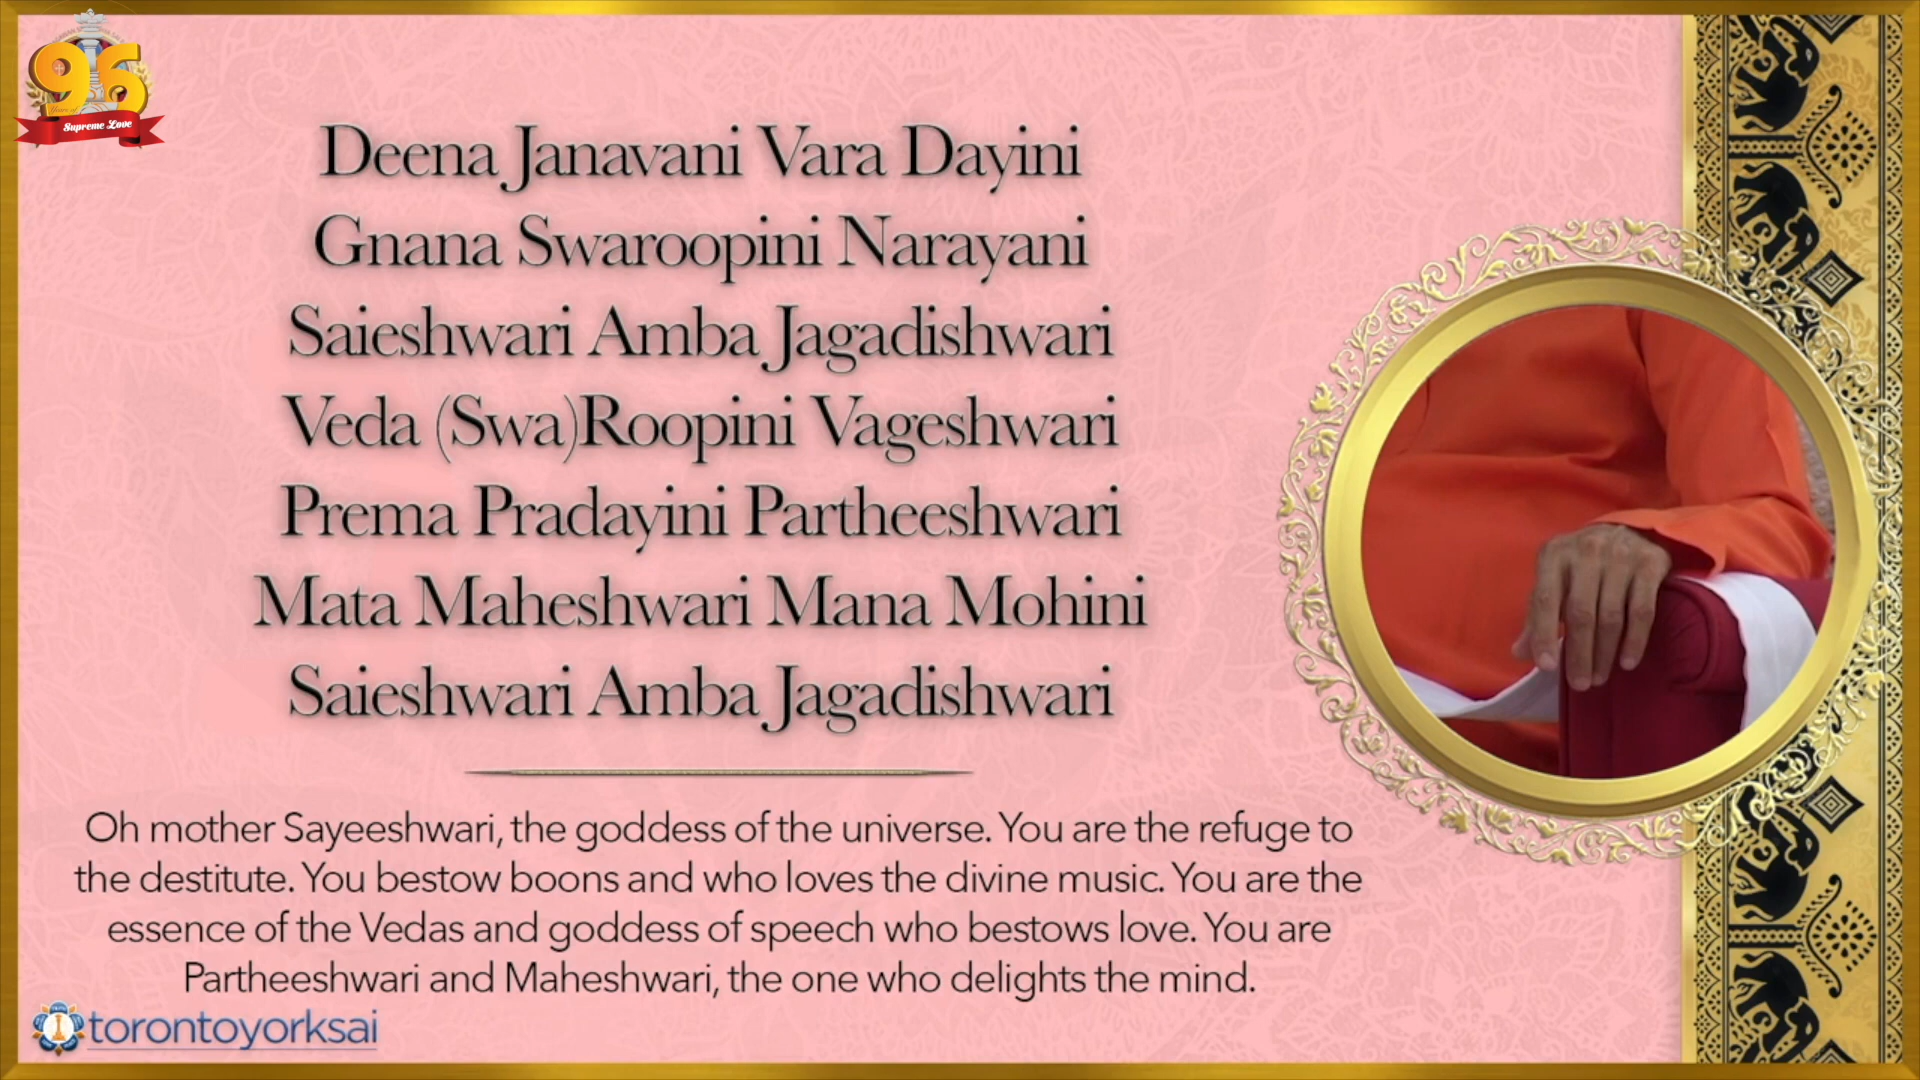 96
Years of
Supreme Love
Deena Janavani Vara Dayini
Gnana Swaroopini Narayani
Saieshwari Amba Jagadishwari
Veda (Swa)Roopini Vageshwari
Prema Pradayini Partheeshwari
Mata Maheshwari Mana Mohini
Saieshwari Amba Jagadishwari
Oh mother Sayeeshwari, the goddess of the universe. You are the refuge to
the destitute. You bestow boons and who loves the divine music. You are the
essence of the Vedas and goddess of speech who bestows love. You are
Partheeshwari and Maheshwari, the one who delights the mind.
torontoyorksai